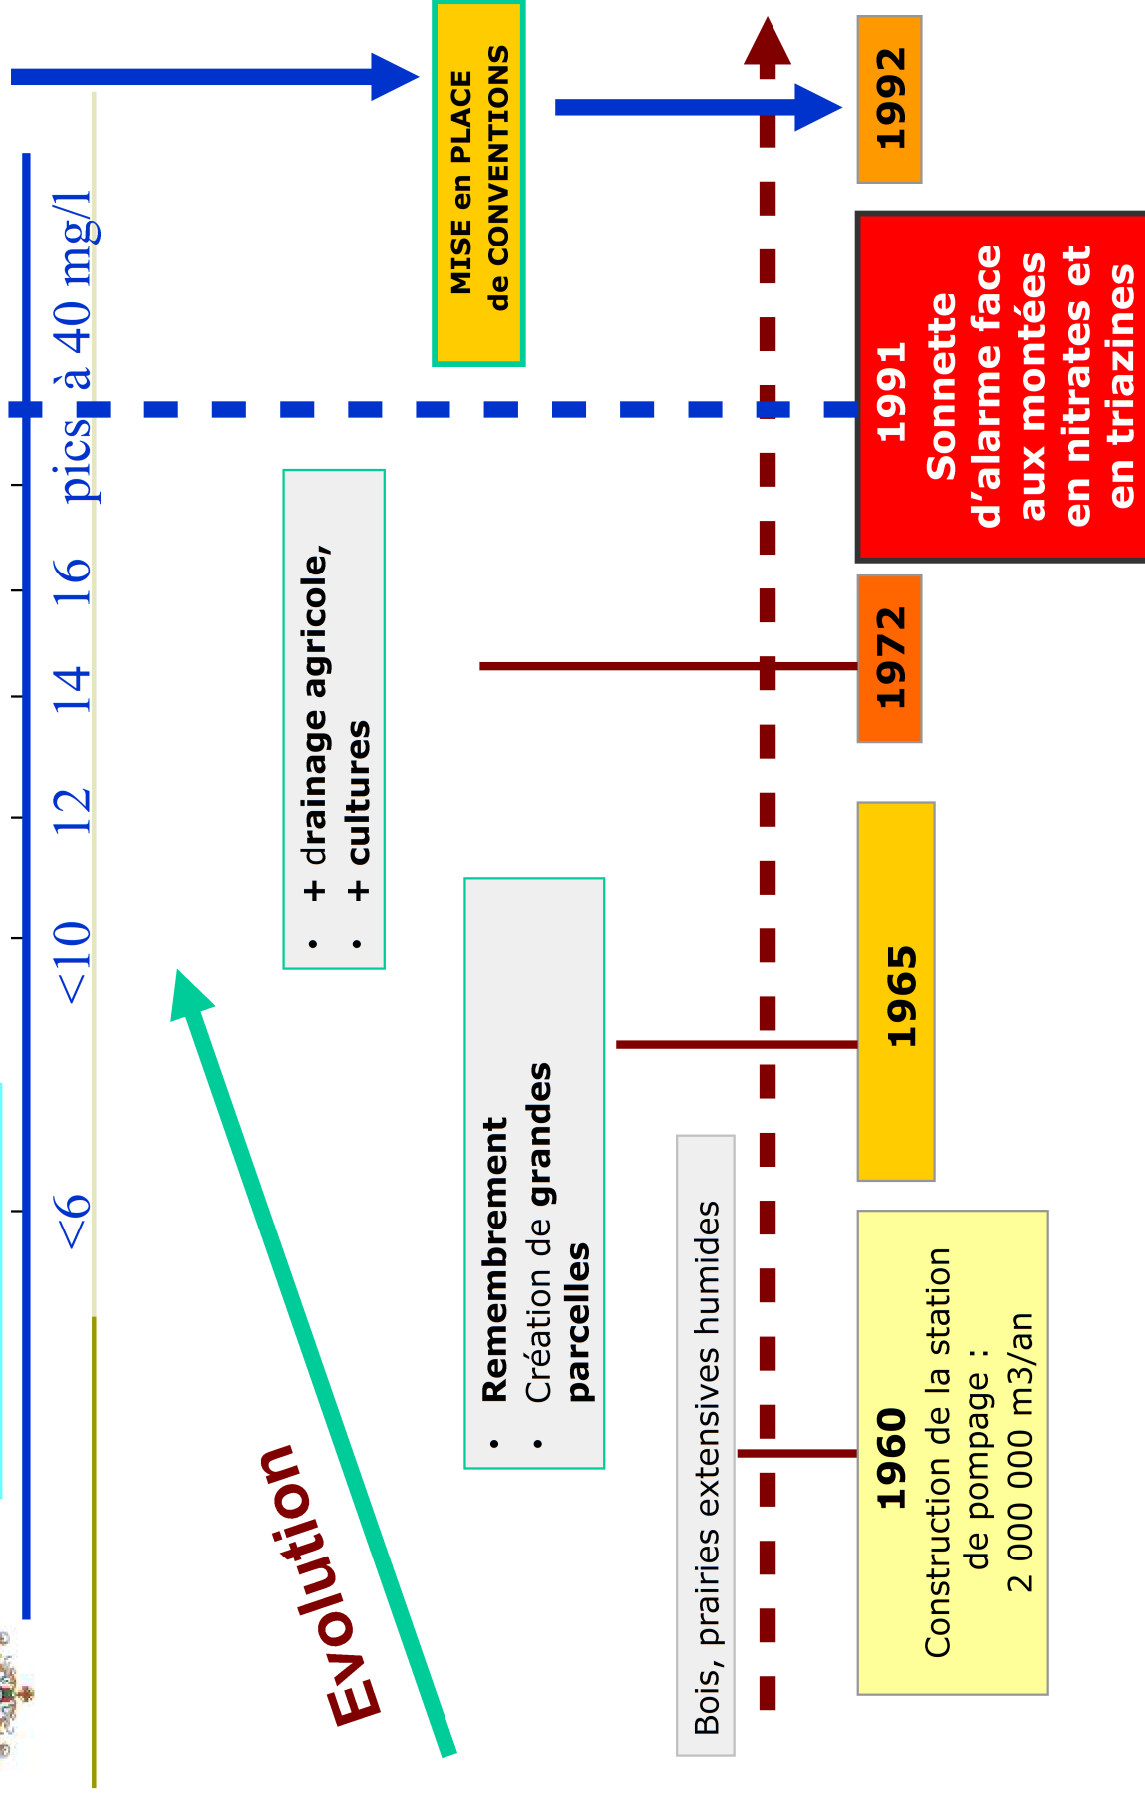 <6 <10 12 14 16 pics à 40 mg/l
Evolution
• + drainage agricole,
• + cultures
MISE en PLACE
de CONVENTIONS
• Remembrement
• Création de grandes
parcelles
Bois, prairies extensives humides
1960
Construction de la station
de pompage :
2 000 000 m3/an
1965
1972
1991
Sonnette
d’alarme face
aux montées
en nitrates et
en triazines
1992